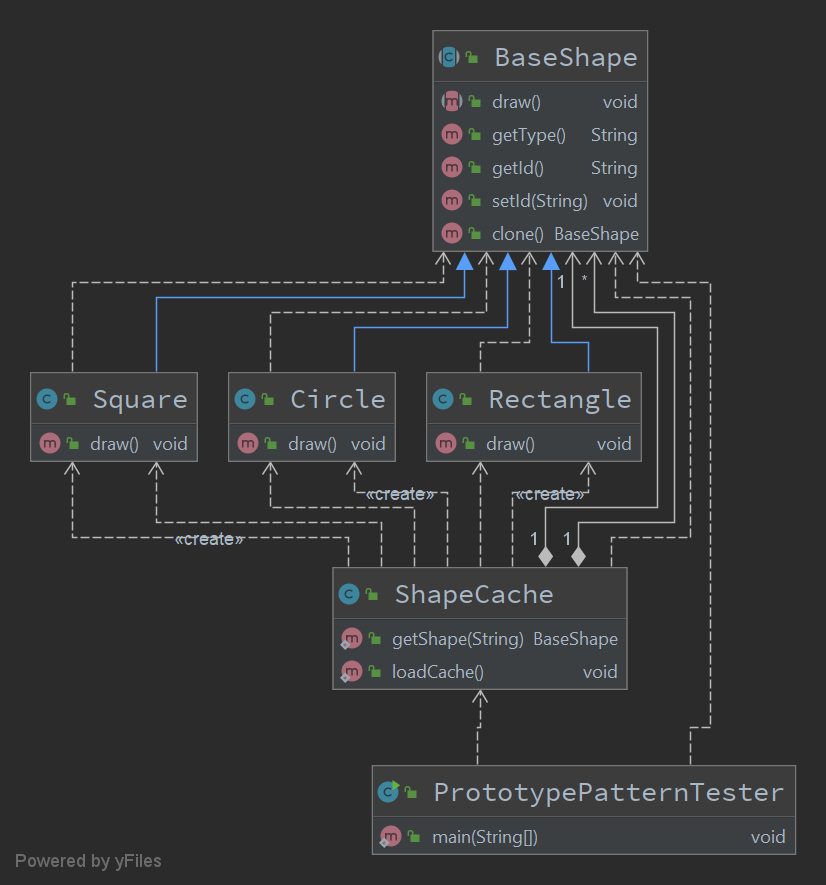 BaseShape
draw() void
getType() String
getId() String
setId(String) void
clone() BaseShape
1 *
Square
draw() void
Circle
draw() void
Rectangle
draw() void
«create» «create»
«create» 1 1
ShapeCache
getShape(String) BaseShape
loadCache() void
PrototypePatternTester
main(String[]) void
Powered by yFiles